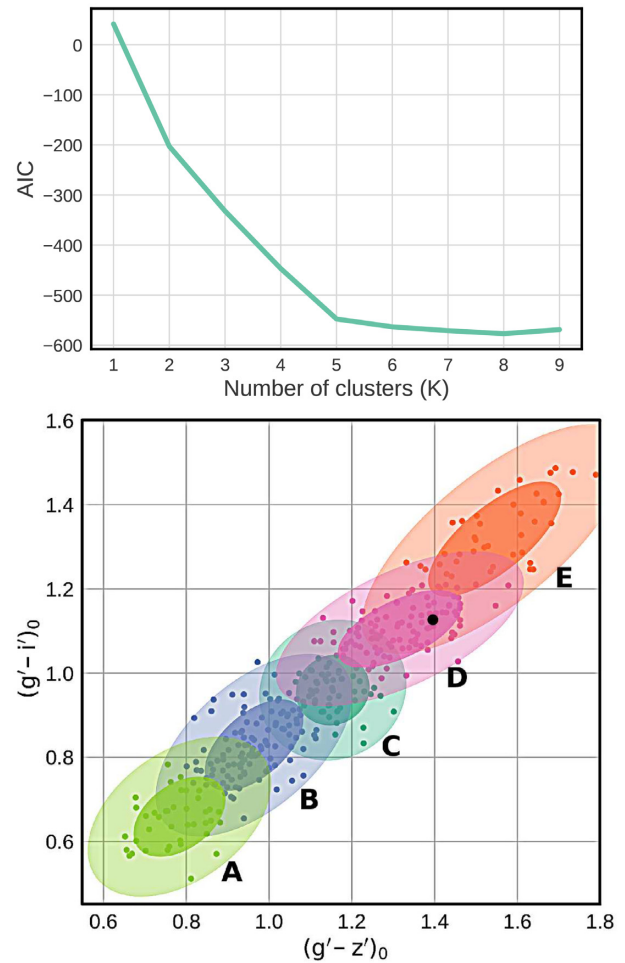 0
−100
−200
−300
−400
−500
−600
AIC
1 2 3 4 5 6 7 8 9
Number of clusters (K)
1.6
1.4
1.2
1.0
0.8
0.6
(g′− i′)₀
E
D
C
B
A
0.6 0.8 1.0 1.2 1.4 1.6 1.8
(g′− z′)₀